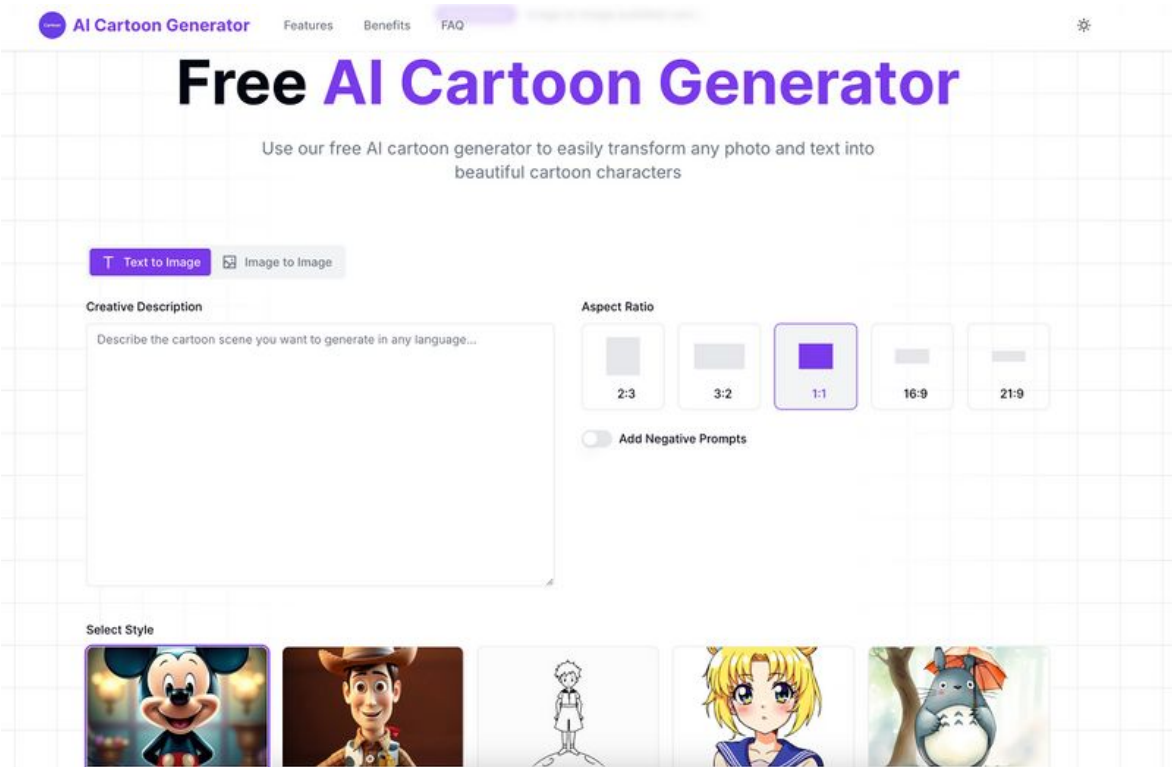 AI Cartoon Generator
Features
Benefits
FAQ
Free AI Cartoon Generator
Use our free AI cartoon generator to easily transform any photo and text into
beautiful cartoon characters
Text to Image
Image to Image
Creative Description
Describe the cartoon scene you want to generate in any language...
Aspect Ratio
2:3
3:2
1:1
16:9
21:9
Add Negative Prompts
Select Style